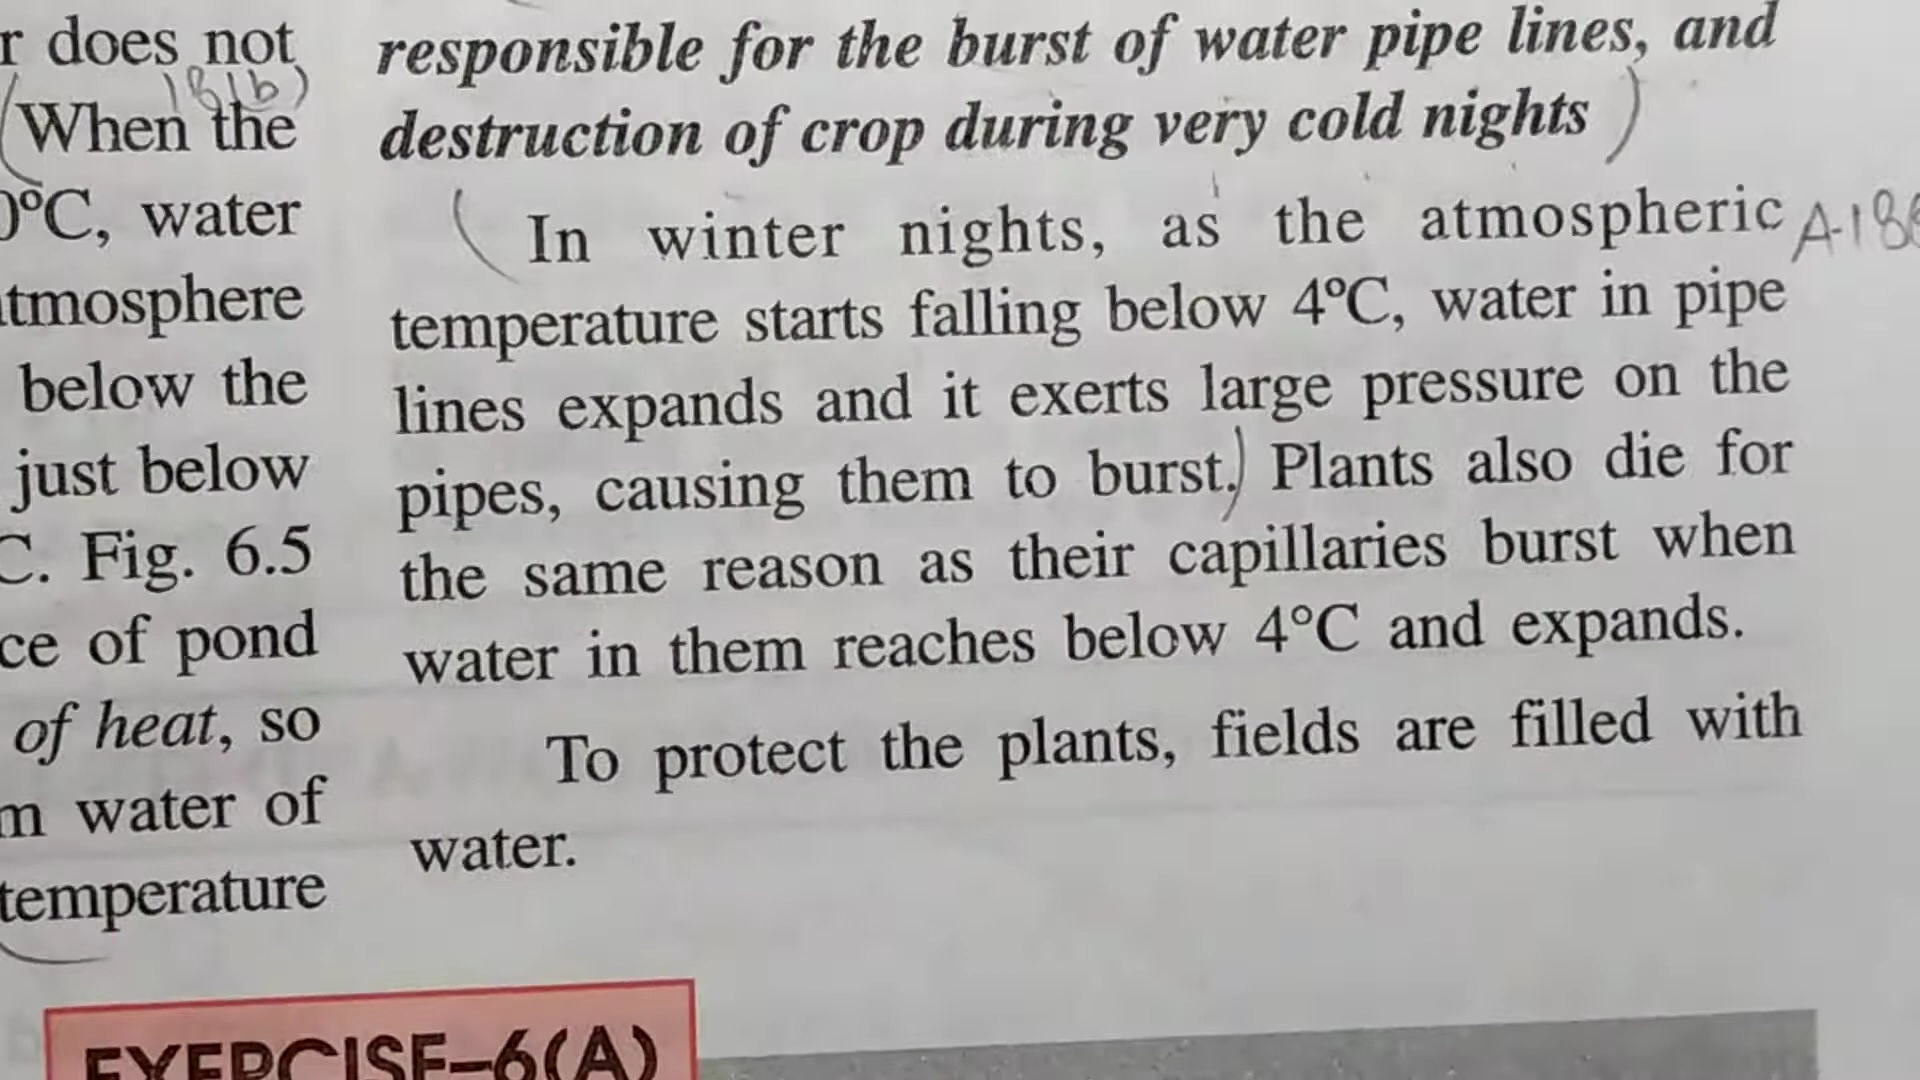 r does not
18(b)
(When the
0°C, water
tmosphere
below the
just below
C. Fig. 6.5
ce of pond
of heat, so
m water of
temperature
responsible for the burst of water pipe lines, and
destruction of crop during very cold nights )
( In winter nights, as the atmospheric
A-18
temperature starts falling below 4°C, water in pipe
lines expands and it exerts large pressure on the
pipes, causing them to burst.) Plants also die for
the same reason as their capillaries burst when
water in them reaches below 4°C and expands.
To protect the plants, fields are filled with
water.
EXERCISE–6(A)